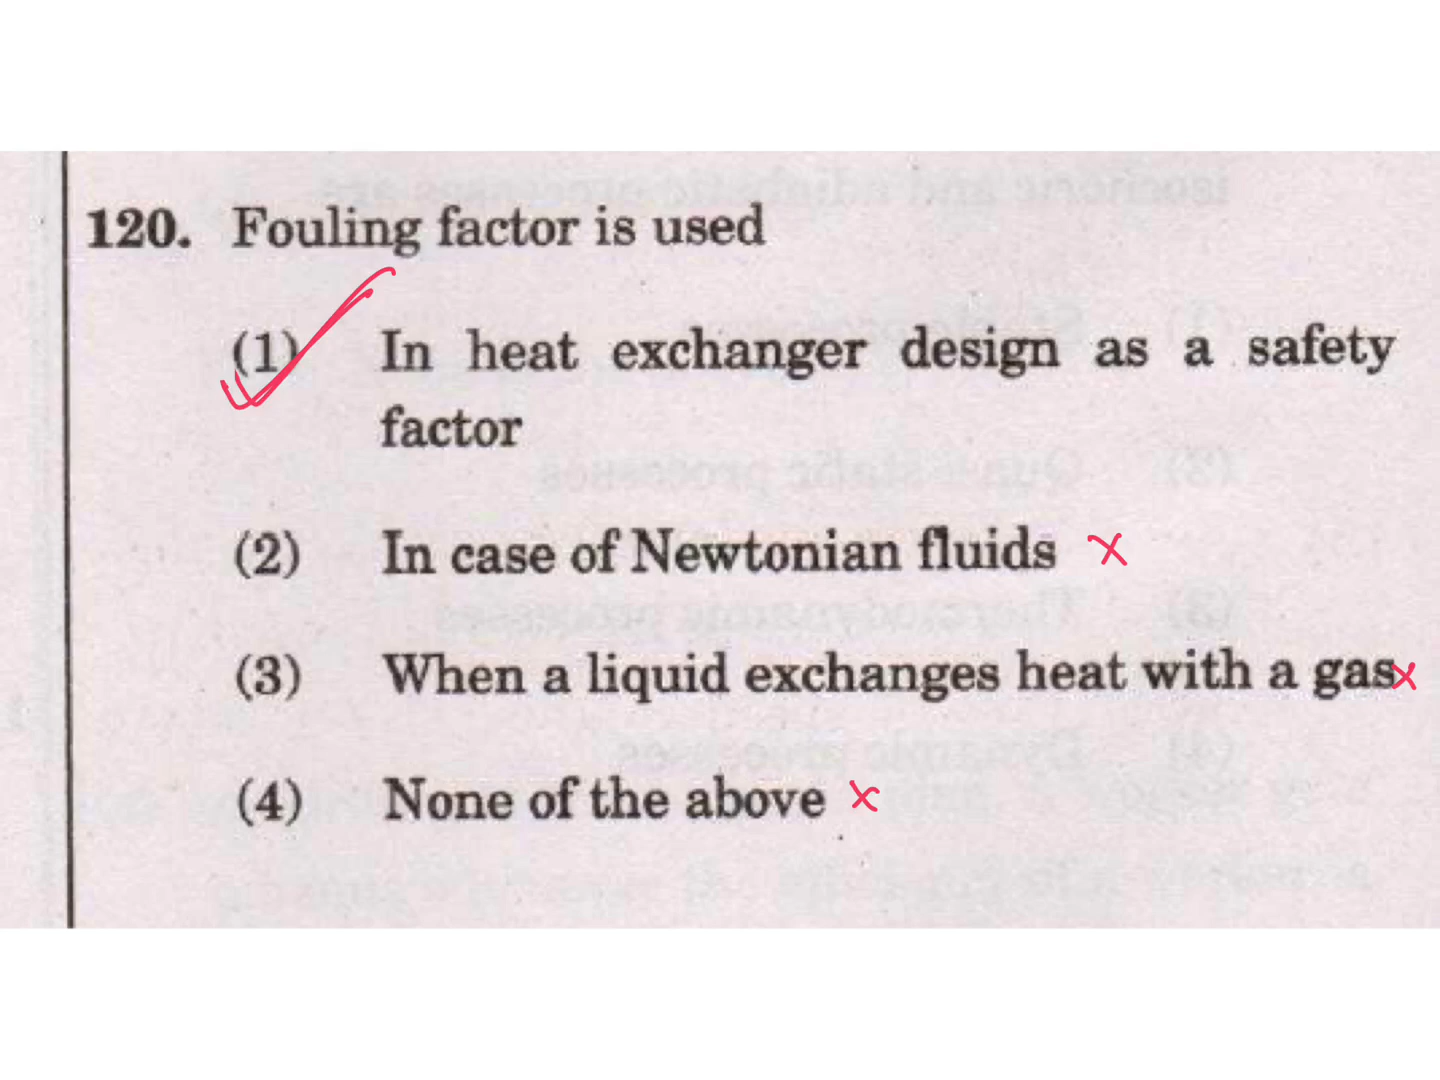 120. Fouling factor is used
(1) In heat exchanger design as a safety
factor
(2) In case of Newtonian fluids
(3) When a liquid exchanges heat with a gas
(4) None of the above